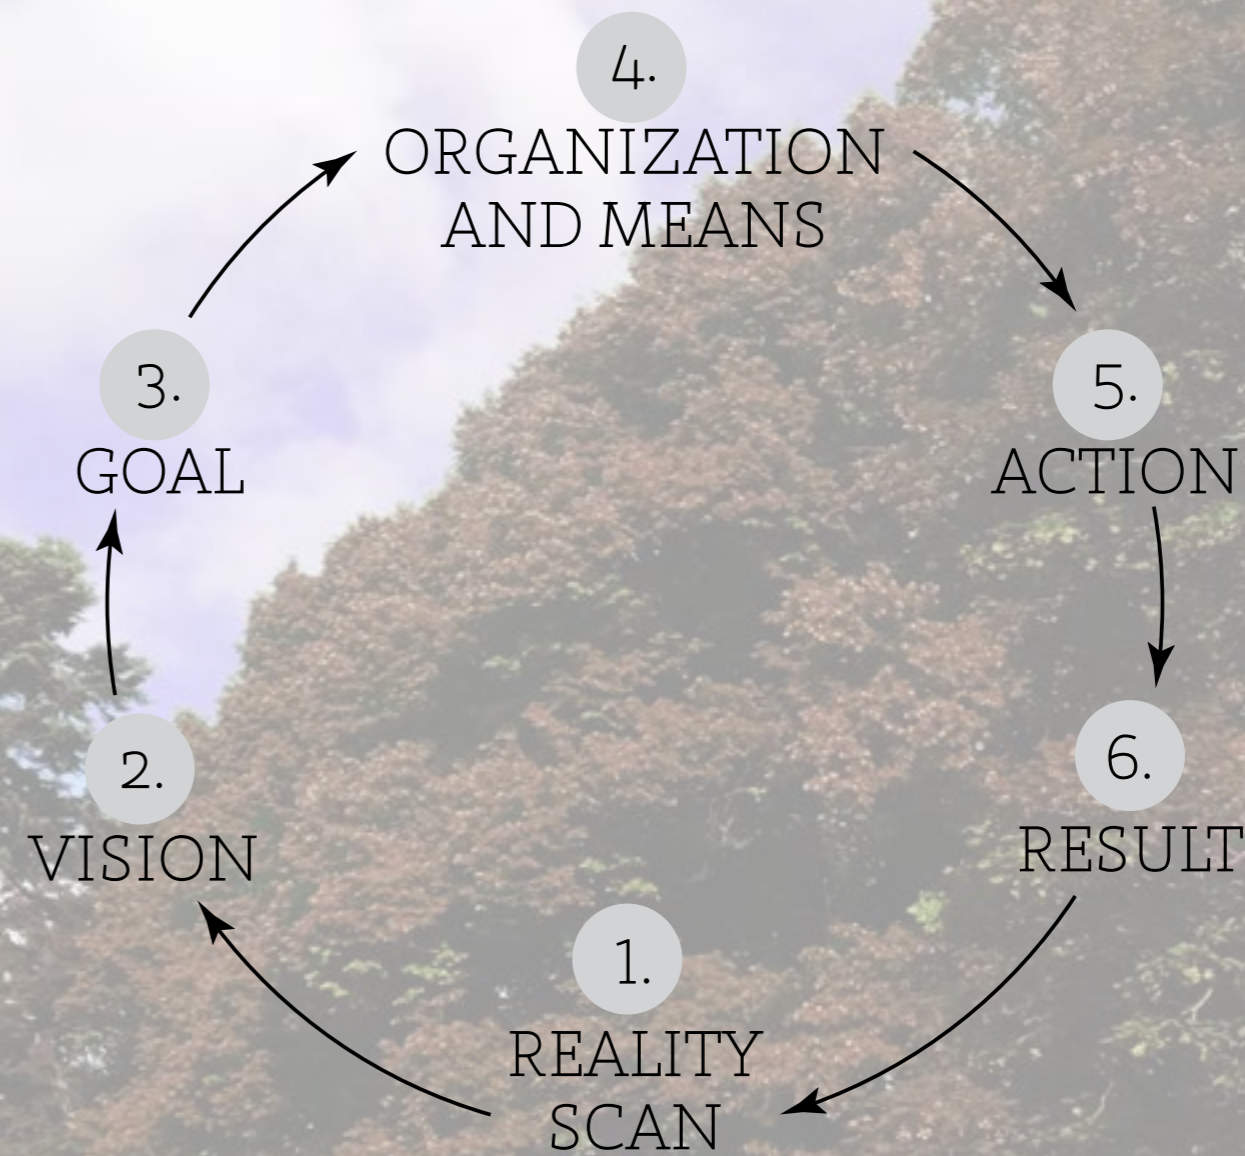 4.
ORGANIZATION
AND MEANS
3.
GOAL
5.
ACTION
2.
VISION
6.
RESULT
1.
REALITY
SCAN